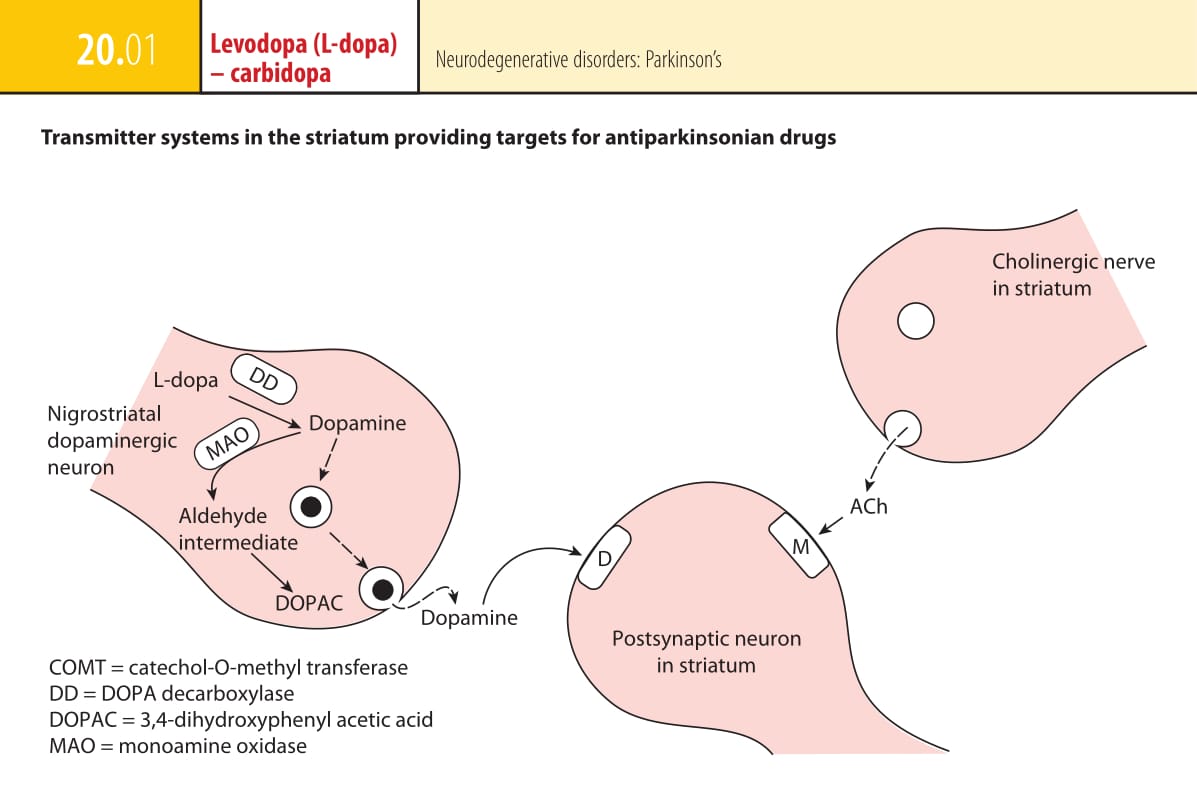 20.01
Levodopa (L-dopa)
– carbidopa
Neurodegenerative disorders: Parkinson's
Transmitter systems in the striatum providing targets for antiparkinsonian drugs
Cholinergic nerve
in striatum
L-dopa
DD
Nigrostriatal
dopaminergic
neuron
MAO
Dopamine
Aldehyde
intermediate
DOPAC
Dopamine
D
M
ACh
Postsynaptic neuron
in striatum
COMT = catechol-O-methyl transferase
DD = DOPA decarboxylase
DOPAC = 3,4-dihydroxyphenyl acetic acid
MAO = monoamine oxidase